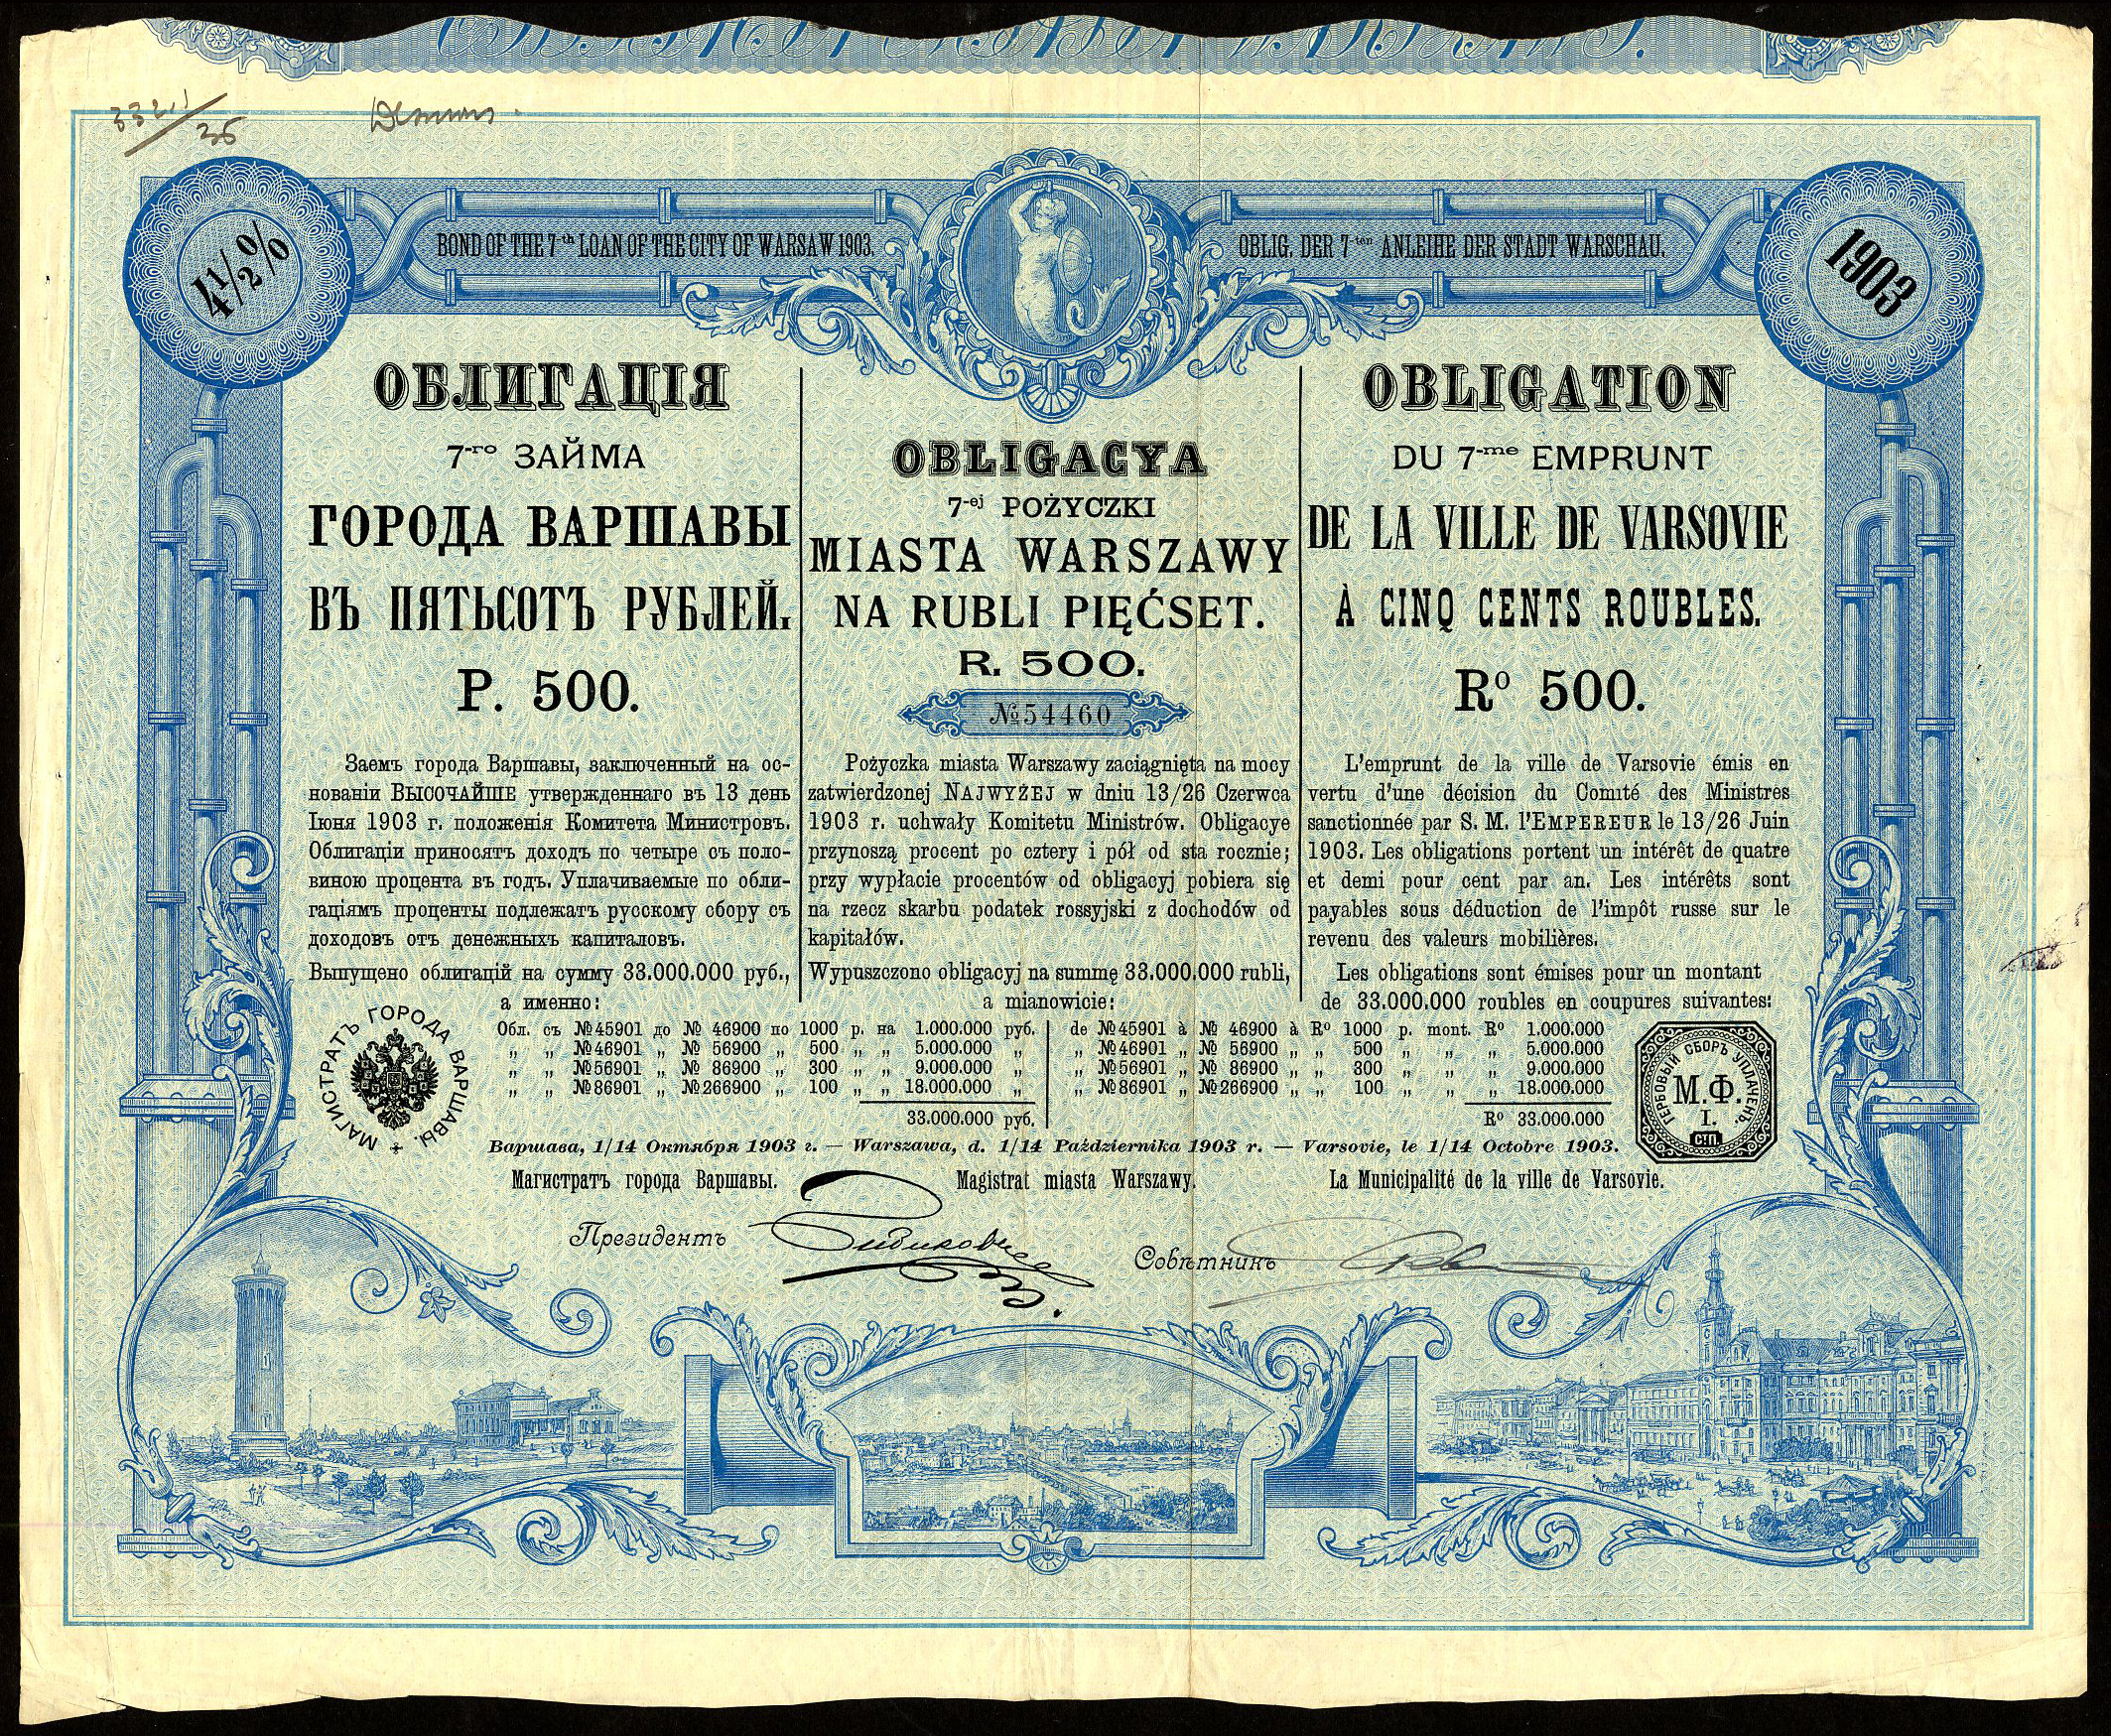 33211/35
4 1/2 %
BOND OF THE 7-th LOAN OF THE CITY OF WARSAW 1903.
OBLIG. DER 7-ten ANLEIHE DER STADT WARSCHAU.
1903
ОБЛИГАЦІЯ
7-го ЗАЙМА
ГОРОДА ВАРШАВЫ
ВЪ ПЯТЬСОТЪ РУБЛЕЙ.
Р. 500.
Заемъ города Варшавы, заключенный на ос-
нованіи ВЫСОЧАЙШЕ утвержденнаго въ 13 день
Іюня 1903 г. положенія Комитета Министровъ.
Облигаціи приносятъ доходъ по четыре съ поло-
виною процента въ годъ. Уплачиваемые по обли-
гаціямъ проценты подлежатъ русскому сбору съ
доходовъ отъ денежныхъ капиталовъ.
Выпущено облигацій на сумму 33.000.000 руб.,
а именно:
OBLIGACYA
7-ej POŻYCZKI
MIASTA WARSZAWY
NA RUBLI PIĘĆSET.
R. 500.
№ 54460
Pożyczka miasta Warszawy zaciągnięta na mocy
zatwierdzonej NAJWYŻEJ w dniu 13/26 Czerwca
1903 r. uchwały Komitetu Ministrów. Obligacye
przynoszą procent po cztery i pół od sta rocznie;
przy wypłacie procentów od obligacyj pobiera się
na rzecz skarbu podatek rossyjski z dochodów od
kapitałów.
Wypuszczono obligacyj na summę 33.000.000 rubli,
a mianowicie:
OBLIGATION
DU 7-me EMPRUNT
DE LA VILLE DE VARSOVIE
À CINQ CENTS ROUBLES.
Rº 500.
L'emprunt de la ville de Varsovie émis en
vertu d'une décision du Comité des Ministres
sanctionnée par S. M. l'EMPEREUR le 13/26 Juin
1903. Les obligations portent un intérêt de quatre
et demi pour cent par an. Les intérêts sont
payables sous déduction de l'impôt russe sur le
revenu des valeurs mobilières.
Les obligations sont émises pour un montant
de 33.000.000 roubles en coupures suivantes:
МАГИСТРАТЪ ГОРОДА ВАРШАВЫ.
Обл. съ №45901 до № 46900 по 1000 р. на 1.000.000 руб.
„ „ №46901 „ № 56900 „ 500 „ „ 5.000.000 „
„ „ №56901 „ № 86900 „ 300 „ „ 9.000.000 „
„ „ №86901 „ №266900 „ 100 „ „ 18.000.000 „
33.000.000 руб.
de №45901 à № 46900 à Rº 1000 p. mont. Rº 1.000.000
„ №46901 „ № 56900 „ „ 500 „ „ „ 5.000.000
„ №56901 „ № 86900 „ „ 300 „ „ „ 9.000.000
„ №86901 „ №266900 „ „ 100 „ „ „ 18.000.000
Rº 33.000.000
ГЕРБОВЫЙ СБОРЪ УПЛАЧЕНЪ.
М.Ф.
I.
СТП.
Варшава, 1/14 Октября 1903 г. — Warszawa, d. 1/14 Października 1903 r. — Varsovie, le 1/14 Octobre 1903.
Магистратъ города Варшавы.
Magistrat miasta Warszawy.
La Municipalité de la ville de Varsovie.
Президентъ
Совѣтникъ